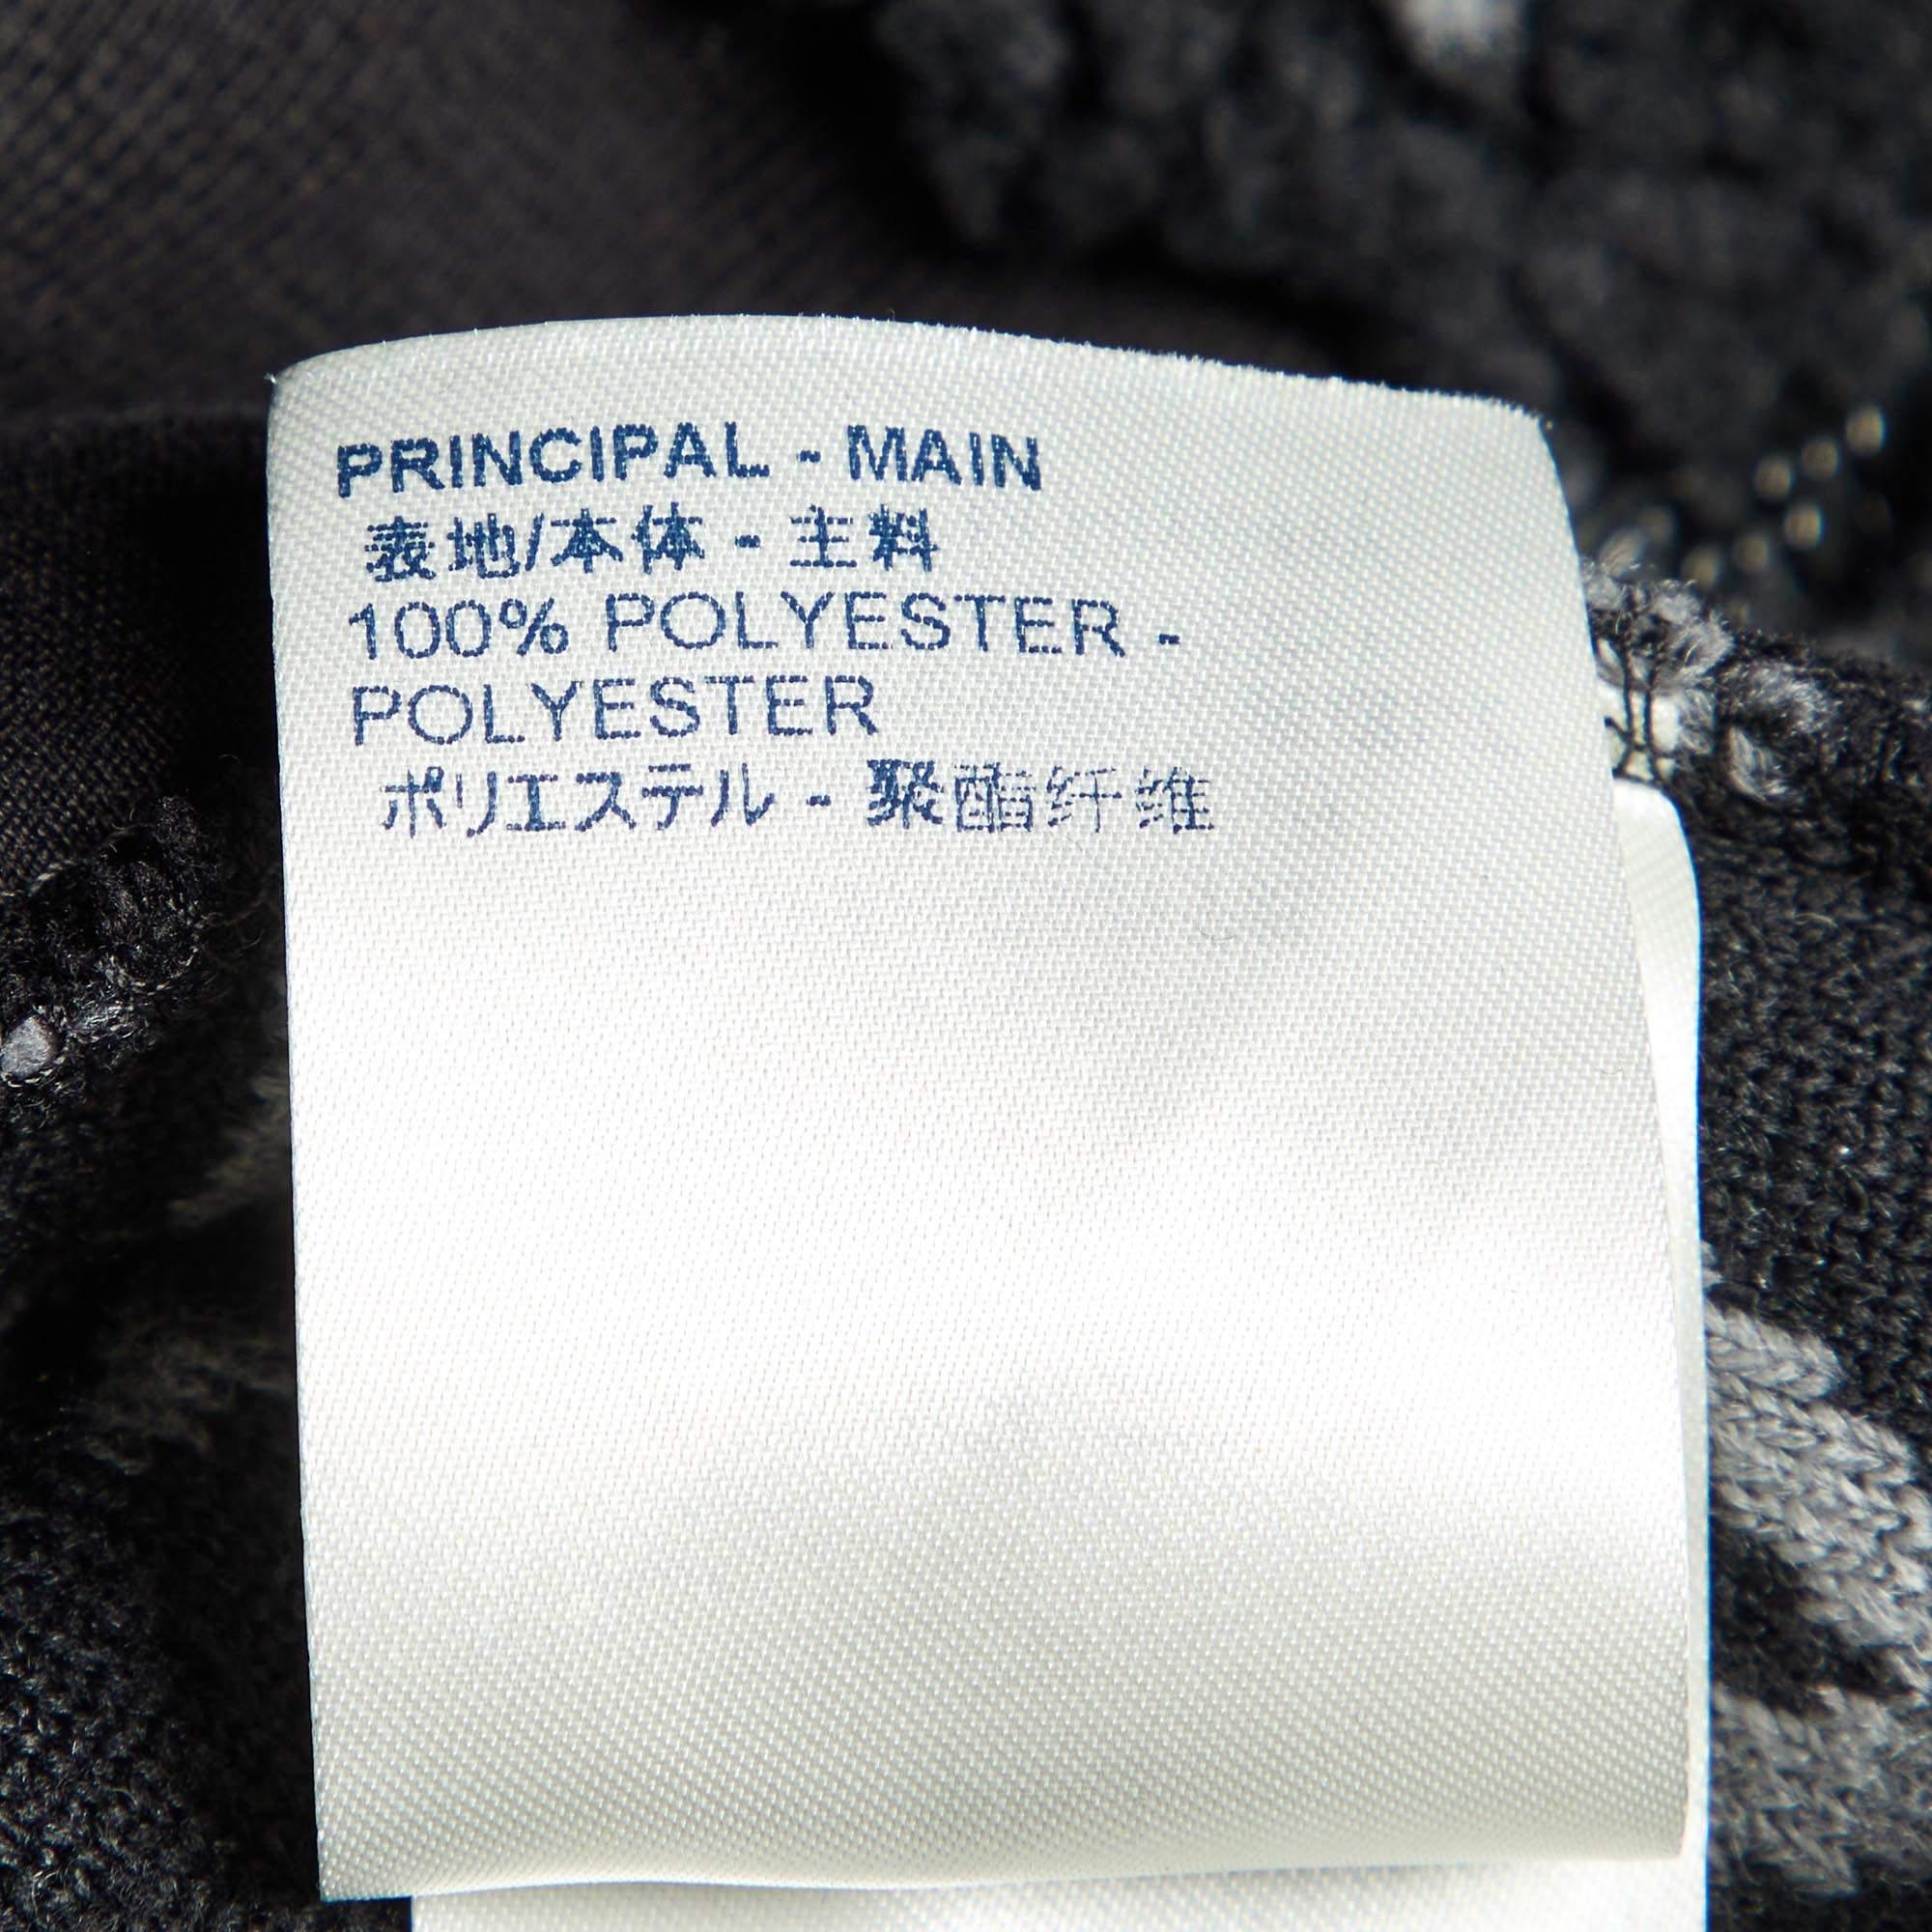 PRINCIPAL - MAIN
表地/本体 - 主料
100% POLYESTER -
POLYESTER
ポリエステル - 聚酯纤维